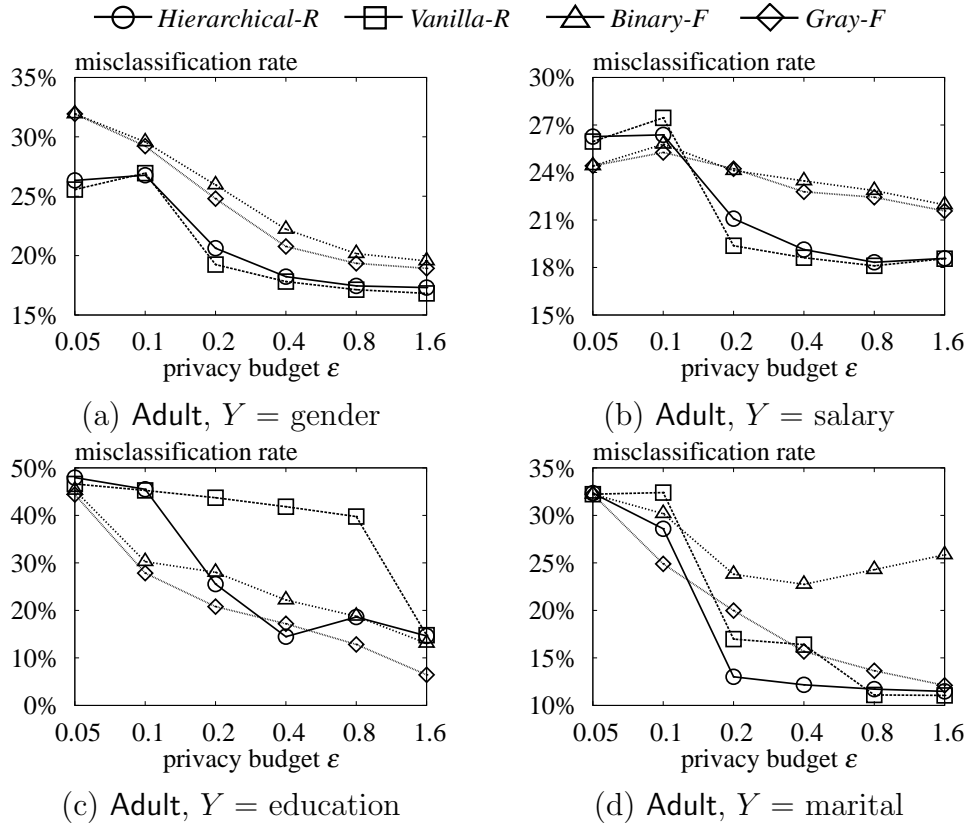 Hierarchical-R Vanilla-R Binary-F Gray-F
misclassification rate
35%
30%
25%
20%
15%
0.05 0.1 0.2 0.4 0.8 1.6
privacy budget ε
(a) Adult, Y = gender
misclassification rate
30%
27%
24%
21%
18%
15%
0.05 0.1 0.2 0.4 0.8 1.6
privacy budget ε
(b) Adult, Y = salary
misclassification rate
50%
40%
30%
20%
10%
0%
0.05 0.1 0.2 0.4 0.8 1.6
privacy budget ε
(c) Adult, Y = education
misclassification rate
35%
30%
25%
20%
15%
10%
0.05 0.1 0.2 0.4 0.8 1.6
privacy budget ε
(d) Adult, Y = marital